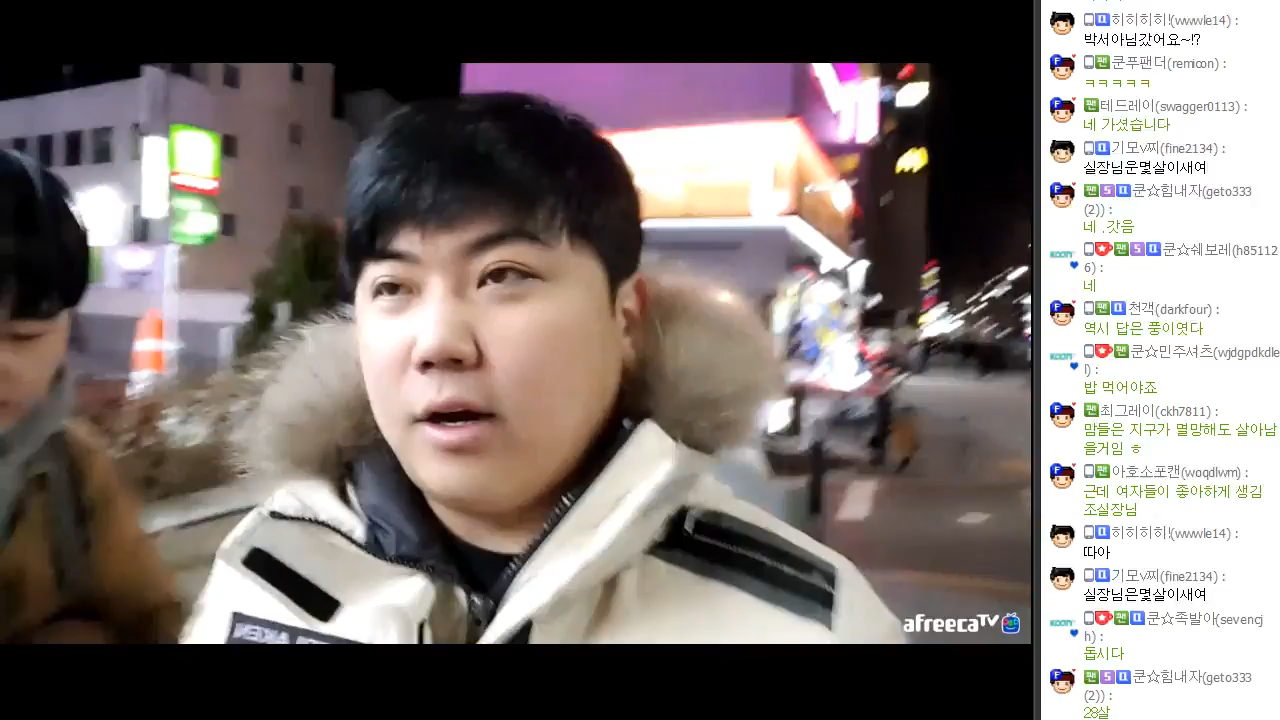 히히히히!(wwwle14) :
박서아님갔어요~!?
쿤푸팬더(remicon) :
ㅋㅋㅋㅋㅋ
테드레이(swagger0113) :
네 가셨습니다
기모v찌(fine2134) :
실장님운몇살이새여
쿤☆힘내자(geto333
(2)) :
네 .갓음
쿤☆쉐보레(h85112
6) :
네
천객(darkfour) :
역시 답은 풍이엿다
쿤☆민주셔츠(wjdgpdkdle
l) :
밥 먹어야죠
최그레이(ckh7811) :
맘들은 지구가 멸망해도 살아남
을거임 ㅎ
아호소포캔(woqdlwm) :
근데 여자들이 좋아하게 생김
조실장님
히히히히!(wwwle14) :
따아
기모v찌(fine2134) :
실장님은몇살이새여
쿤☆족발이(sevencj
h) :
돕시다
쿤☆힘내자(geto333
(2)) :
28살
afreecaTV